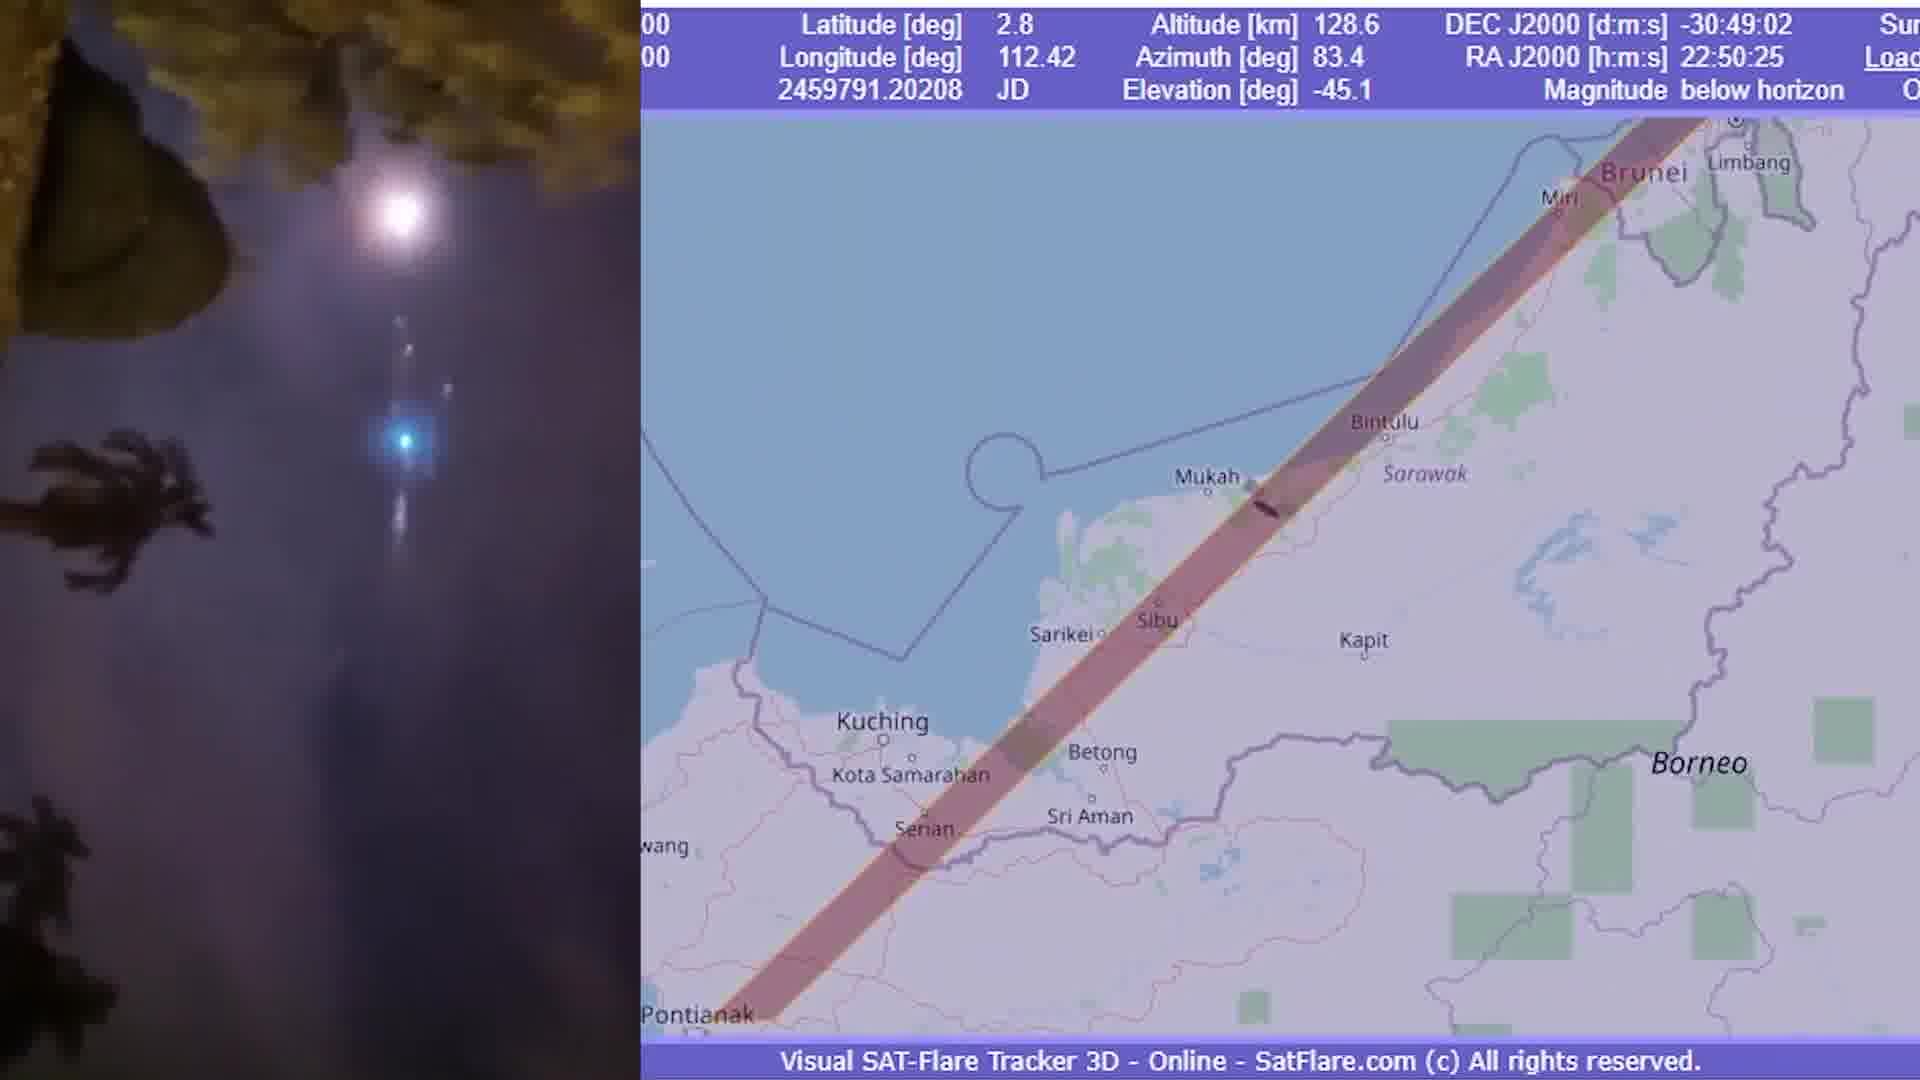 00 Latitude [deg] 2.8 Altitude [km] 128.6 DEC J2000 [d:m:s] -30:49:02 Sun
00 Longitude [deg] 112.42 Azimuth [deg] 83.4 RA J2000 [h:m:s] 22:50:25 Load
2459791.20208 JD Elevation [deg] -45.1 Magnitude below horizon O
Limbang
Brunei
Miri
Bintulu
Sarawak
Mukah
Sibu
Sarikei
Kapit
Kuching
Betong
Borneo
Kota Samarahan
Sri Aman
Serian
wang
Pontianak
Visual SAT-Flare Tracker 3D - Online - SatFlare.com (c) All rights reserved.